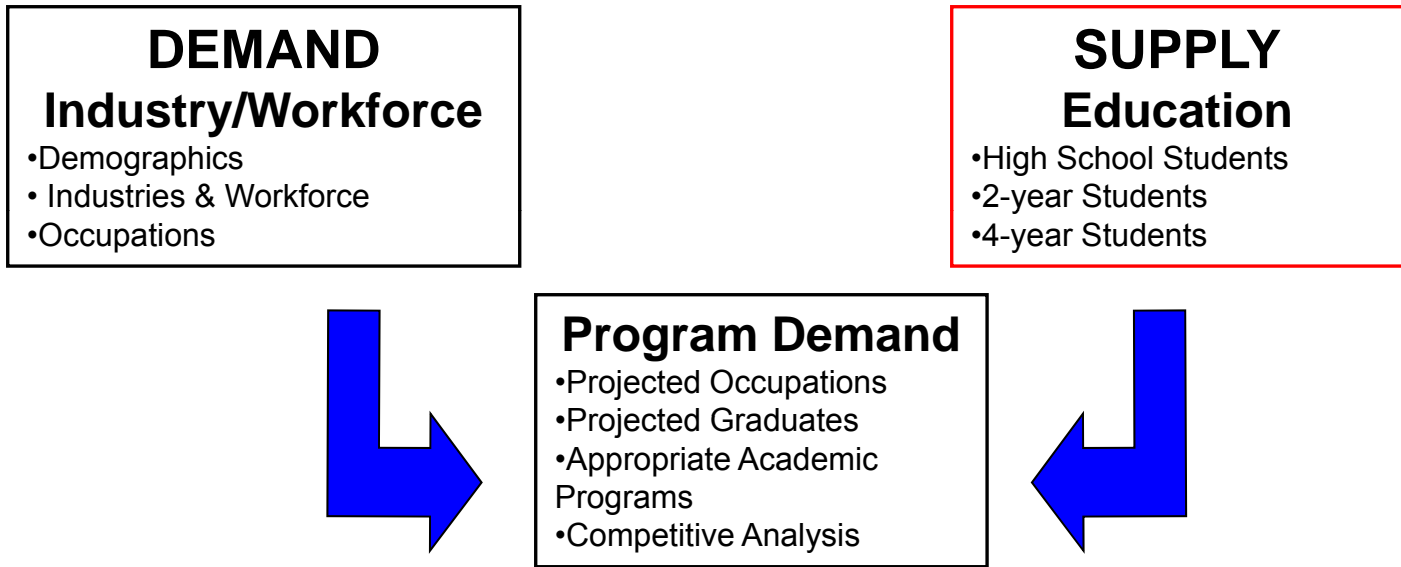 DEMAND
Industry/Workforce
•Demographics
• Industries & Workforce
•Occupations
SUPPLY
Education
•High School Students
•2-year Students
•4-year Students
Program Demand
•Projected Occupations
•Projected Graduates
•Appropriate Academic
Programs
•Competitive Analysis